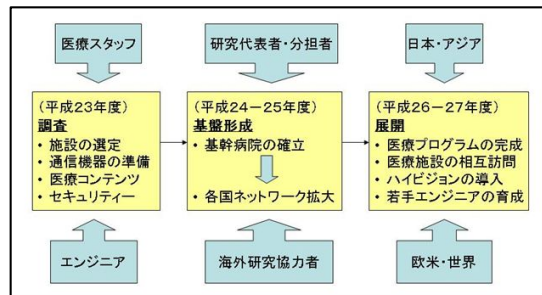 医療スタッフ
研究代表者・分担者
日本・アジア
（平成23年度）
調査
• 施設の選定
• 通信機器の準備
• 医療コンテンツ
• セキュリティー
（平成24－25年度）
基盤形成
• 基幹病院の確立
• 各国ネットワーク拡大
（平成26－27年度）
展開
• 医療プログラムの完成
• 医療施設の相互訪問
• ハイビジョンの導入
• 若手エンジニアの育成
エンジニア
海外研究協力者
欧米・世界